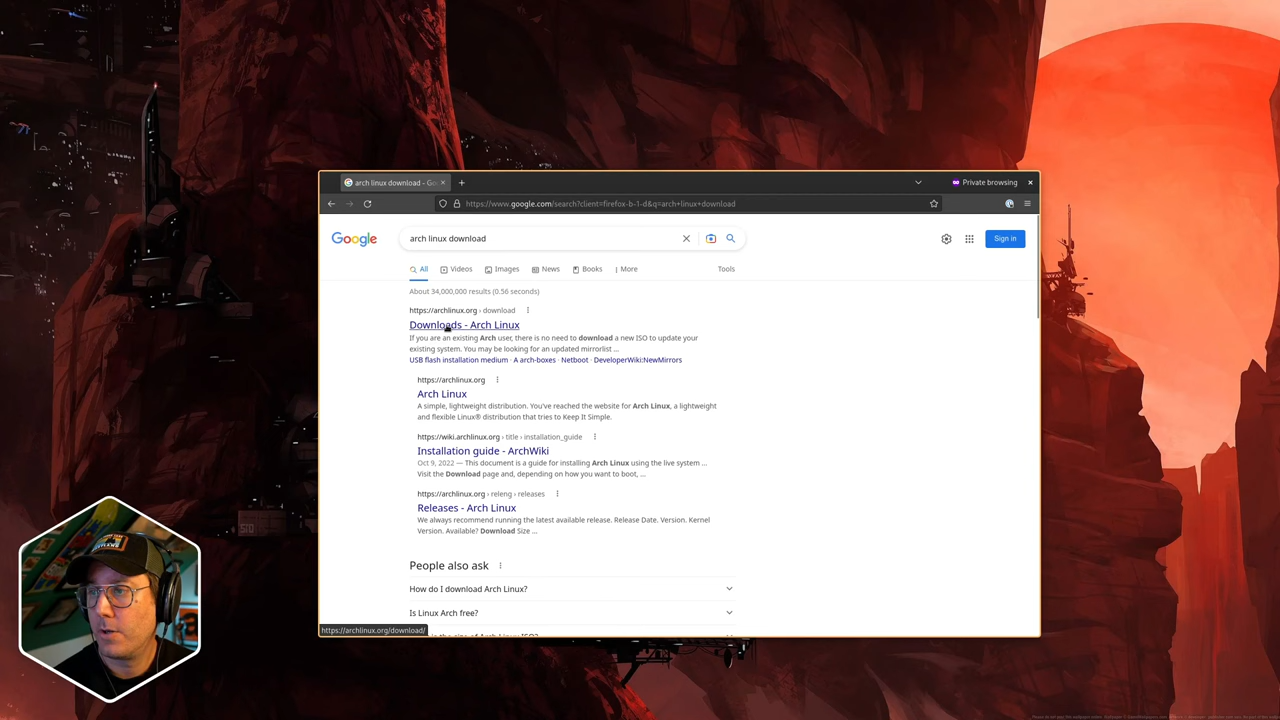 arch linux download - Go
Private browsing
https://www.google.com/search?client=firefox-b-1-d&q=arch+linux+download
Google
arch linux download
Sign in
All
Videos
Images
News
Books
More
Tools
About 34,000,000 results (0.56 seconds)
https://archlinux.org › download
Downloads - Arch Linux
If you are an existing Arch user, there is no need to download a new ISO to update your
existing system. You may be looking for an updated mirrorlist ...
USB flash installation medium · A arch-boxes · Netboot · DeveloperWiki:NewMirrors
https://archlinux.org
Arch Linux
A simple, lightweight distribution. You've reached the website for Arch Linux, a lightweight
and flexible Linux® distribution that tries to Keep It Simple.
https://wiki.archlinux.org › title › installation_guide
Installation guide - ArchWiki
Oct 9, 2022 — This document is a guide for installing Arch Linux using the live system ...
Visit the Download page and, depending on how you want to boot, ...
https://archlinux.org › releng › releases
Releases - Arch Linux
We always recommend running the latest available release. Release Date. Version. Kernel
Version. Available? Download Size ...
People also ask
How do I download Arch Linux?
Is Linux Arch free?
https://archlinux.org/download/